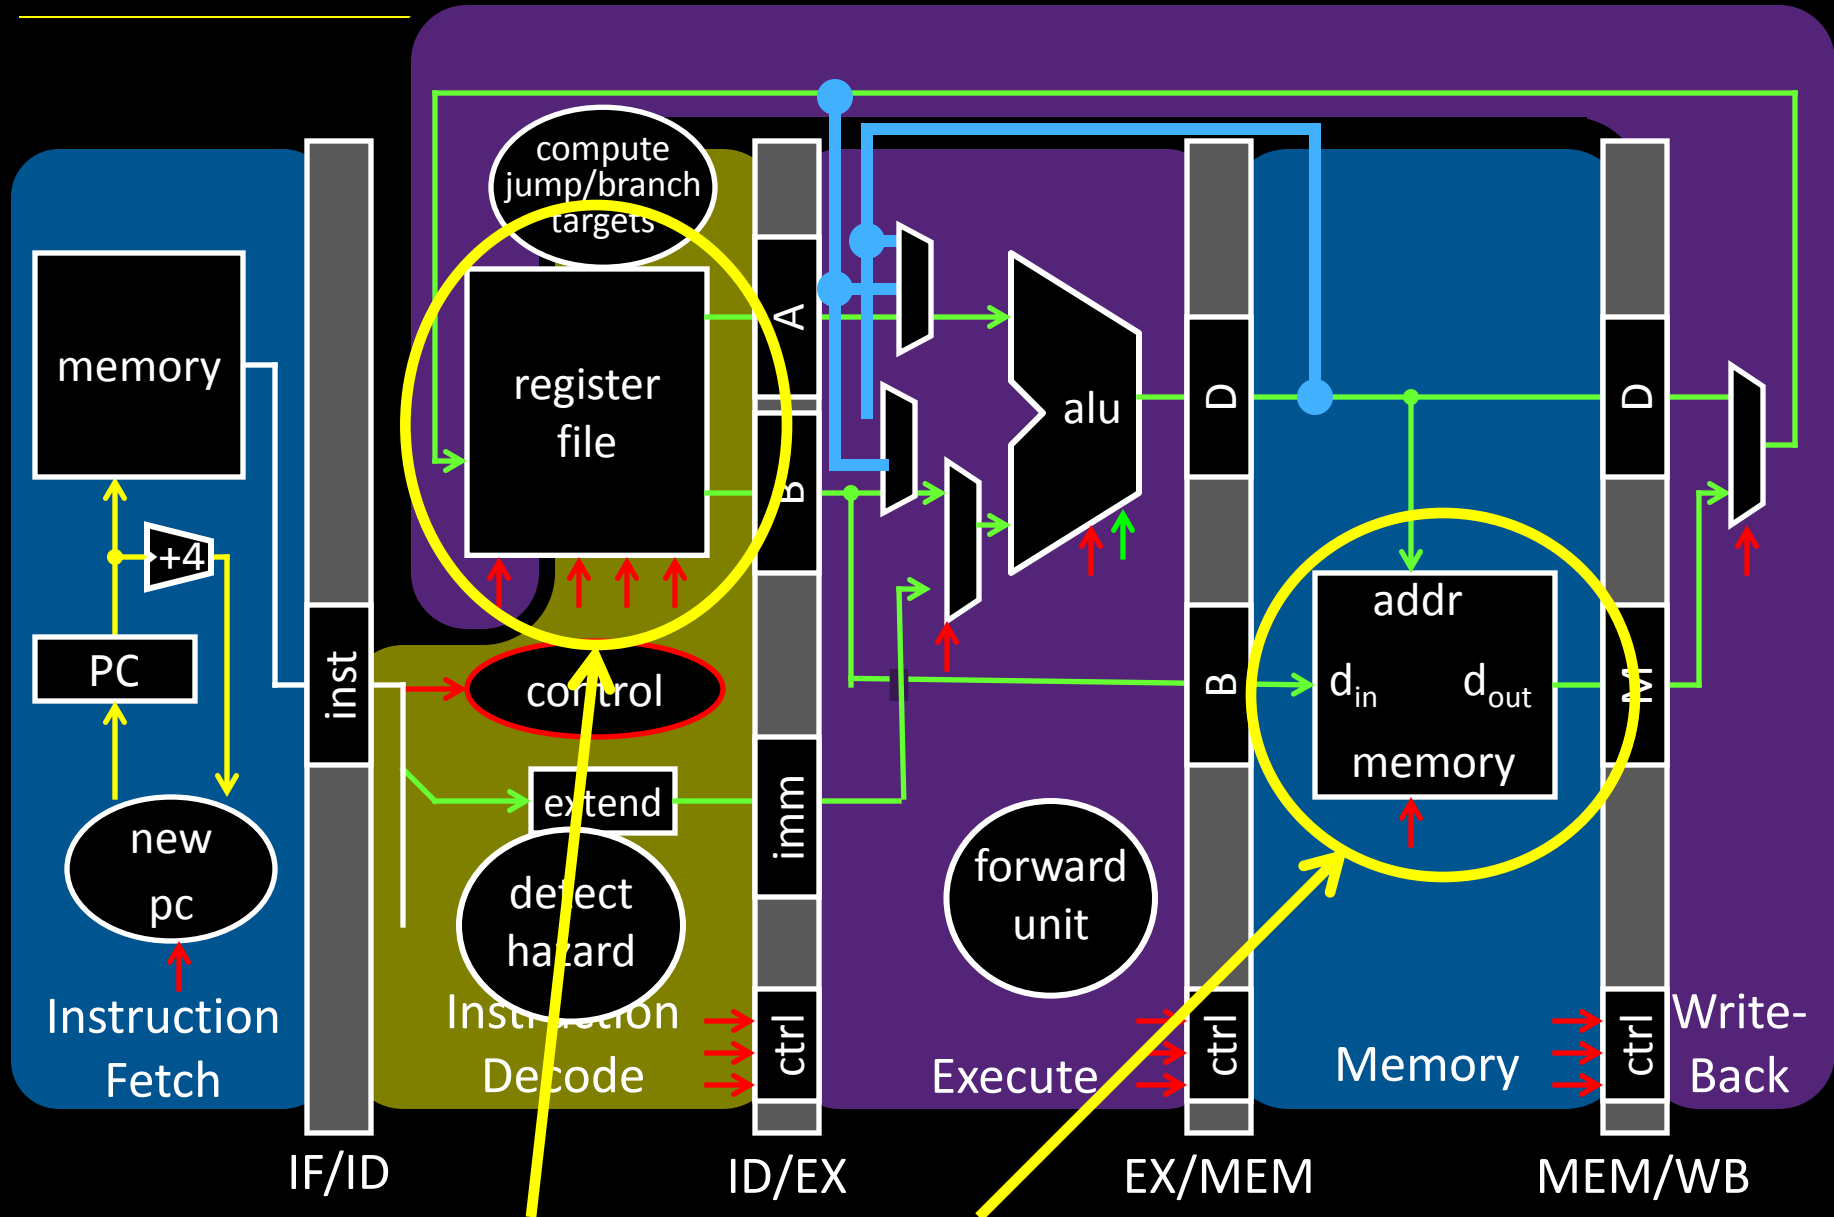 compute
jump/branch
targets
memory
register
file
A
B
alu
D
D
+4
PC
inst
control
B
addr
d_in
d_out
M
memory
extend
imm
new
pc
detect
hazard
forward
unit
Instruction
Fetch
Instruction
Decode
ctrl
Execute
ctrl
Memory
ctrl
Write-
Back
IF/ID
ID/EX
EX/MEM
MEM/WB